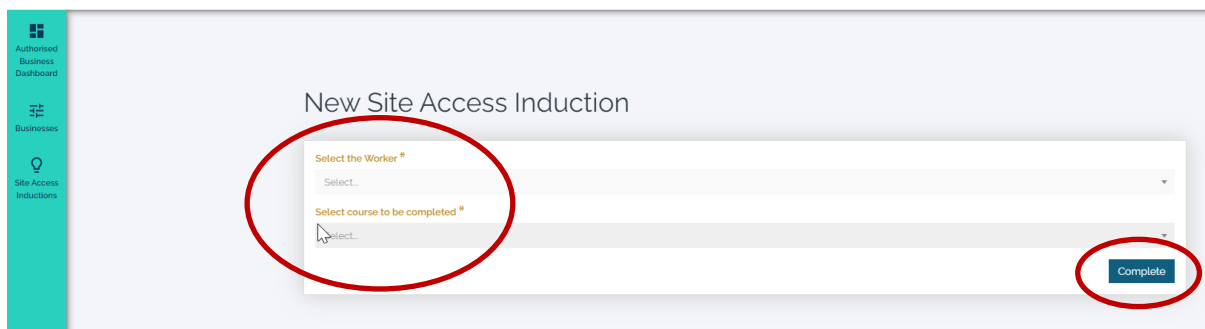 Authorised
Business
Dashboard
Businesses
Site Access
Inductions
New Site Access Induction
Select the Worker *
Select..
Select course to be completed *
Select..
Complete